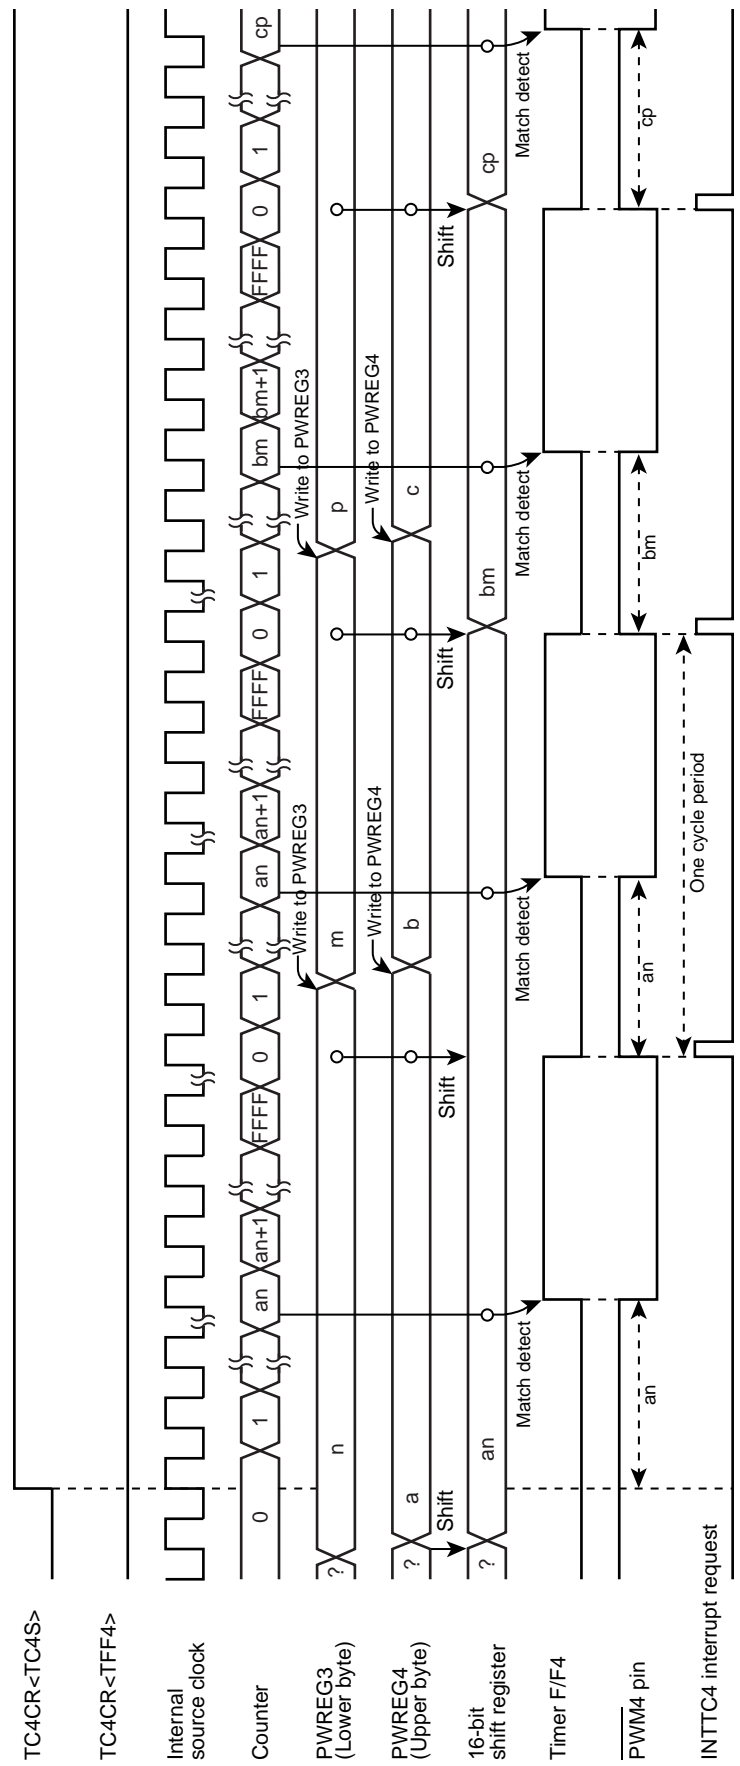 TC4CR<TC4S>
TC4CR<TFF4>
Internal
source clock
Counter
0
1
an
an+1
FFFF
0
1
an
an+1
FFFF
0
1
bm
bm+1
FFFF
0
1
cp
Write to PWREG3
Write to PWREG3
PWREG3
(Lower byte)
?
n
m
p
Write to PWREG4
Write to PWREG4
PWREG4
(Upper byte)
?
a
b
c
Shift
Shift
Shift
Shift
16-bit
shift register
?
an
bm
cp
Match detect
Match detect
Match detect
Match detect
Timer F/F4
PWM4 pin
an
an
bm
cp
One cycle period
INTTC4 interrupt request